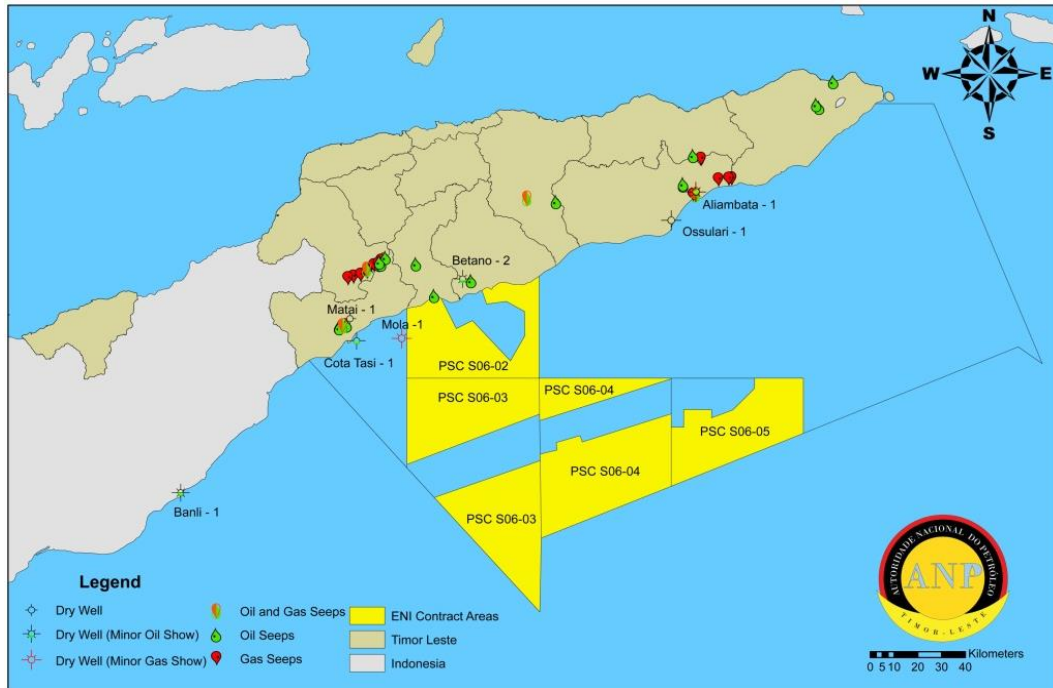 N
W E
S
Aliambata - 1
Ossulari - 1
Betano - 2
Matai - 1
Mola -1
Cota Tasi - 1
PSC S06-02
PSC S06-03
PSC S06-04
PSC S06-05
PSC S06-04
PSC S06-03
Banli - 1
Legend
Dry Well
Dry Well (Minor Oil Show)
Dry Well (Minor Gas Show)
Oil and Gas Seeps
Oil Seeps
Gas Seeps
ENI Contract Areas
Timor Leste
Indonesia
AUTORIDADE NACIONAL DO PETRÓLEO
ANP
TIMOR-LESTE
Kilometers
0 5 10 20 30 40